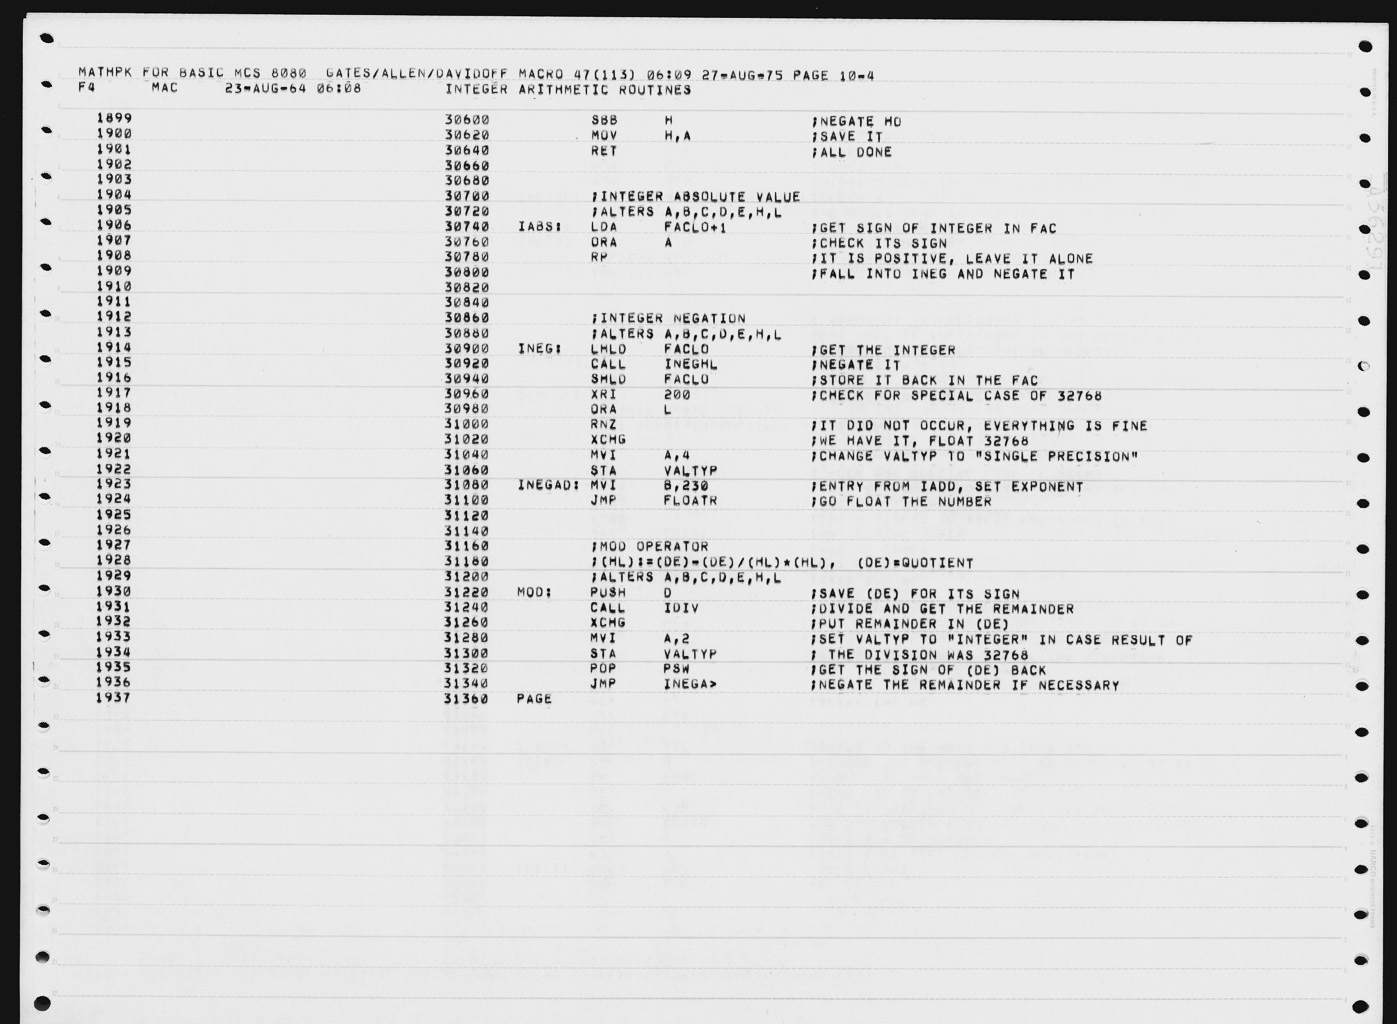 MATHPK FOR BASIC MCS 8080  GATES/ALLEN/DAVIDOFF MACRO 47(113) 06:09 27-AUG-75 PAGE 10-4
F4 MAC 23-AUG-64 06:08 INTEGER ARITHMETIC ROUTINES
1899 30600 SBB H ;NEGATE HO
1900 30620 MOV H,A ;SAVE IT
1901 30640 RET ;ALL DONE
1902 30660
1903 30680
1904 30700 ;INTEGER ABSOLUTE VALUE
1905 30720 ;ALTERS A,B,C,D,E,H,L
1906 30740 IABS: LDA FACLO+1 ;GET SIGN OF INTEGER IN FAC
1907 30760 ORA A ;CHECK ITS SIGN
1908 30780 RP ;IT IS POSITIVE, LEAVE IT ALONE
1909 30800 ;FALL INTO INEG AND NEGATE IT
1910 30820
1911 30840
1912 30860 ;INTEGER NEGATION
1913 30880 ;ALTERS A,B,C,D,E,H,L
1914 30900 INEG: LHLD FACLO ;GET THE INTEGER
1915 30920 CALL INEGHL ;NEGATE IT
1916 30940 SHLD FACLO ;STORE IT BACK IN THE FAC
1917 30960 XRI 200 ;CHECK FOR SPECIAL CASE OF 32768
1918 30980 ORA L
1919 31000 RNZ ;IT DID NOT OCCUR, EVERYTHING IS FINE
1920 31020 XCHG ;WE HAVE IT, FLOAT 32768
1921 31040 MVI A,4 ;CHANGE VALTYP TO "SINGLE PRECISION"
1922 31060 STA VALTYP
1923 31080 INEGAD: MVI B,230 ;ENTRY FROM IADD, SET EXPONENT
1924 31100 JMP FLOATR ;GO FLOAT THE NUMBER
1925 31120
1926 31140
1927 31160 ;MOD OPERATOR
1928 31180 ;(HL):=(DE)-(DE)/(HL)*(HL),  (DE)=QUOTIENT
1929 31200 ;ALTERS A,B,C,D,E,H,L
1930 31220 MOD: PUSH D ;SAVE (DE) FOR ITS SIGN
1931 31240 CALL IDIV ;DIVIDE AND GET THE REMAINDER
1932 31260 XCHG ;PUT REMAINDER IN (DE)
1933 31280 MVI A,2 ;SET VALTYP TO "INTEGER" IN CASE RESULT OF
1934 31300 STA VALTYP ; THE DIVISION WAS 32768
1935 31320 POP PSW ;GET THE SIGN OF (DE) BACK
1936 31340 JMP INEGA> ;NEGATE THE REMAINDER IF NECESSARY
1937 31360 PAGE